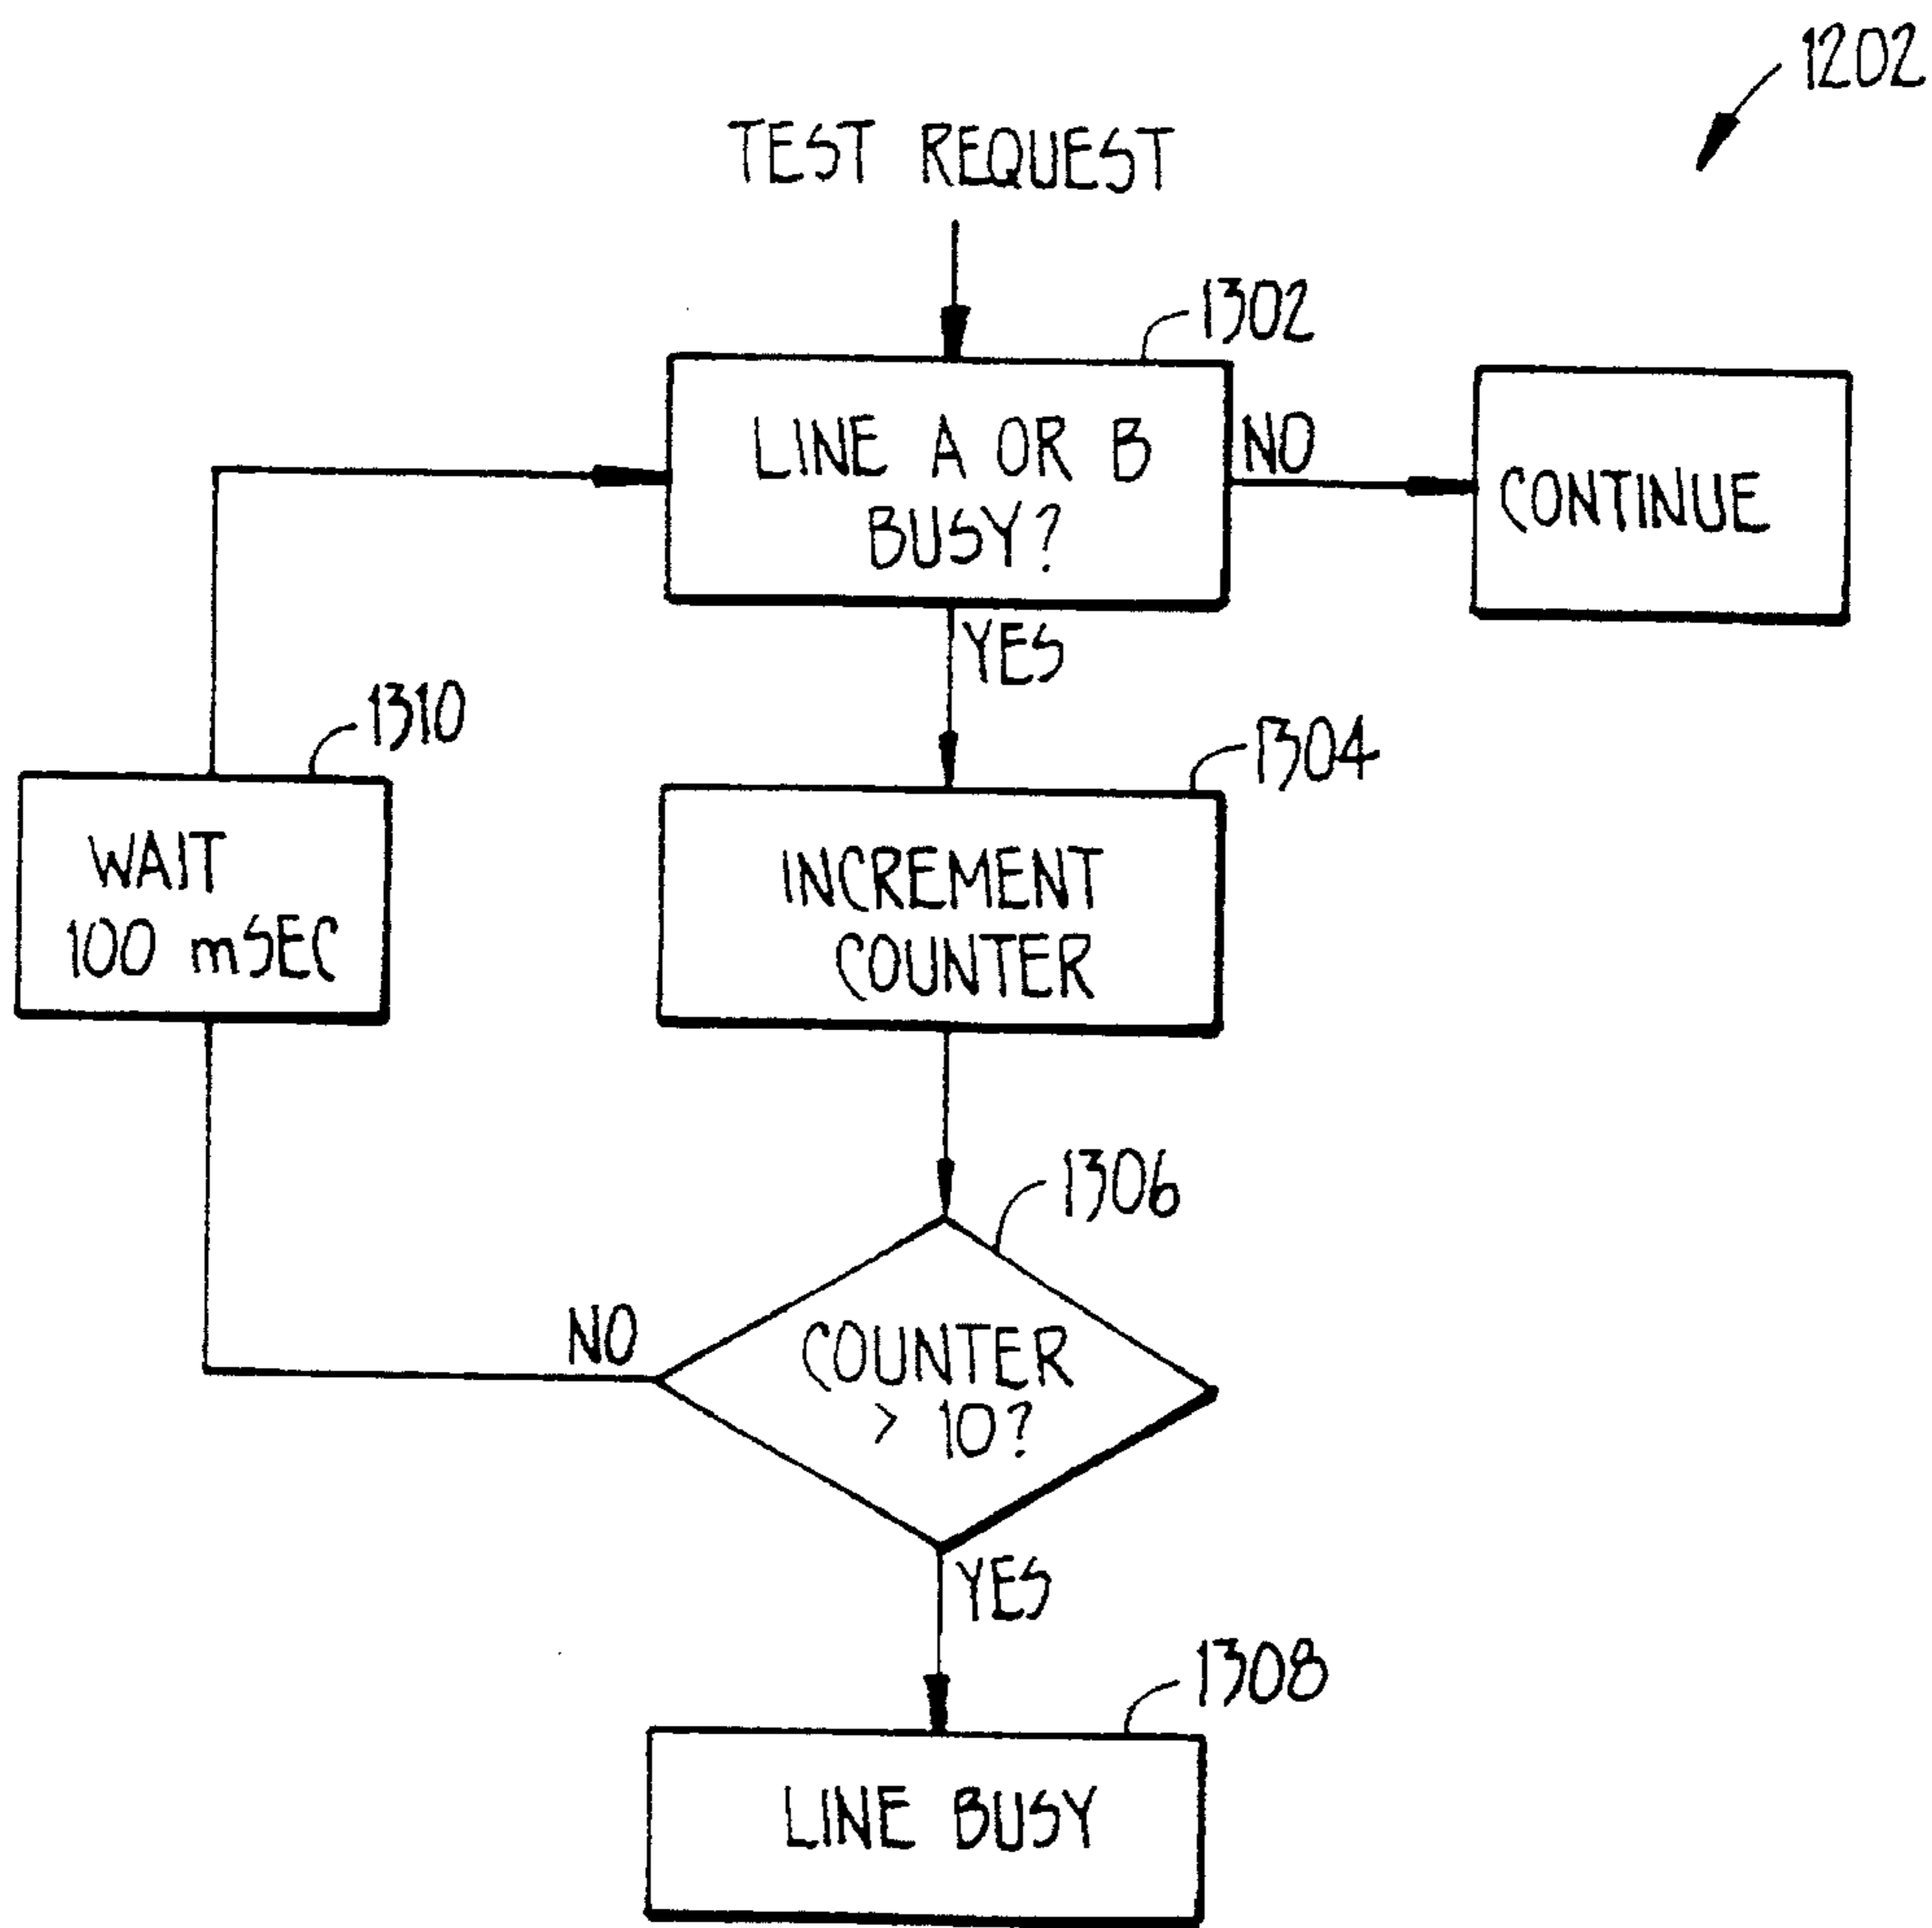 1202
TEST REQUEST
1302
LINE A OR B
BUSY?
NO
CONTINUE
YES
1310
1304
WAIT
100 mSEC
INCREMENT
COUNTER
1306
NO
COUNTER
> 10?
YES
1308
LINE BUSY